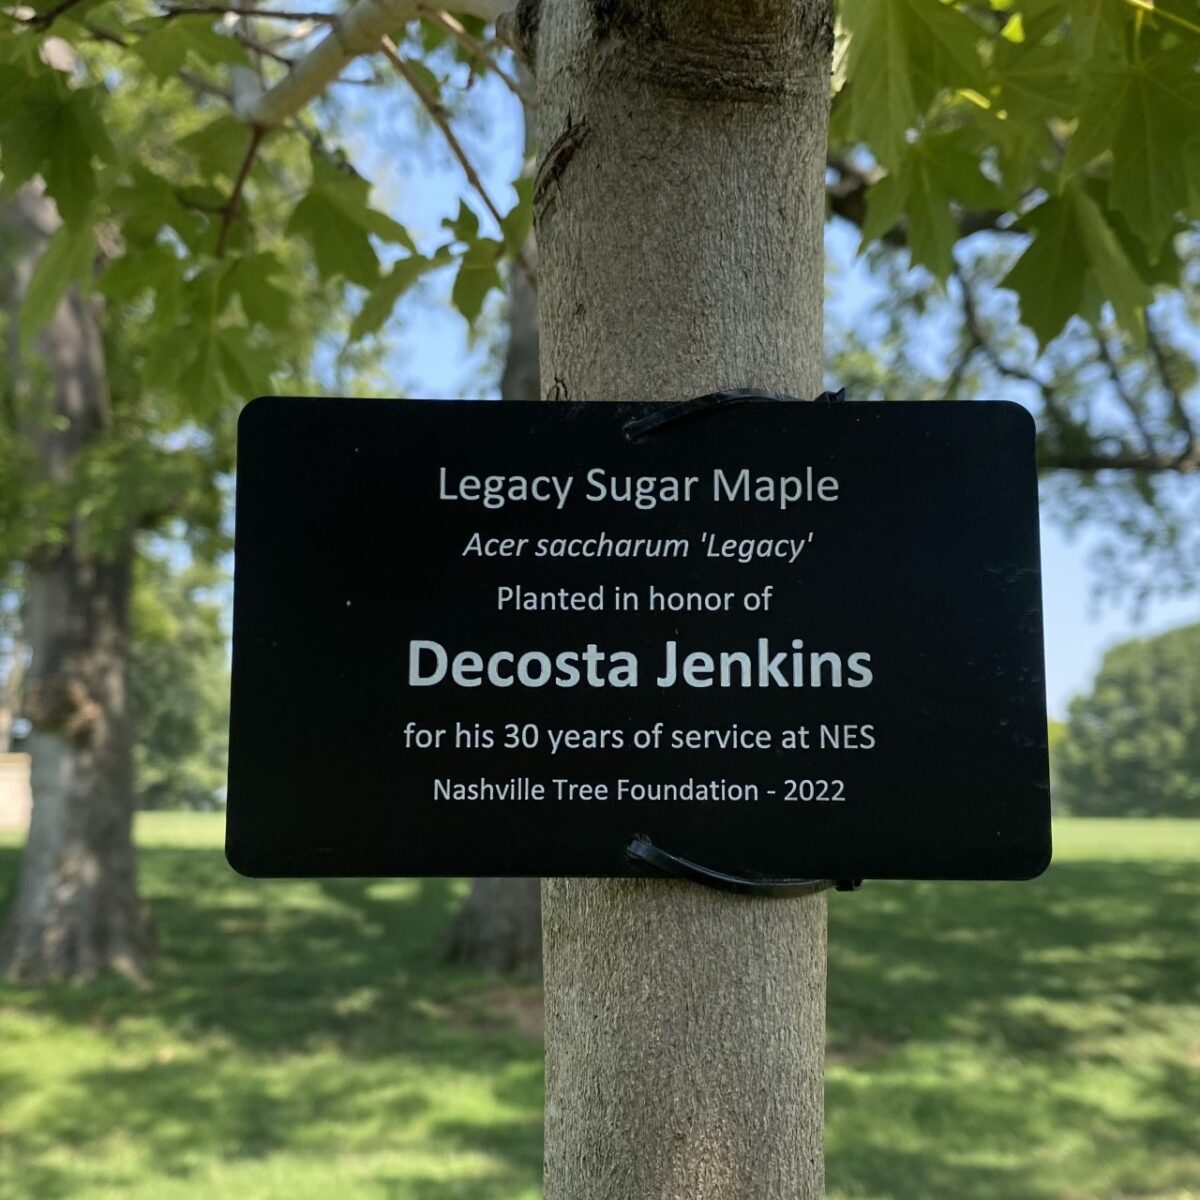 Legacy Sugar Maple
Acer saccharum 'Legacy'
Planted in honor of
Decosta Jenkins
for his 30 years of service at NES
Nashville Tree Foundation - 2022